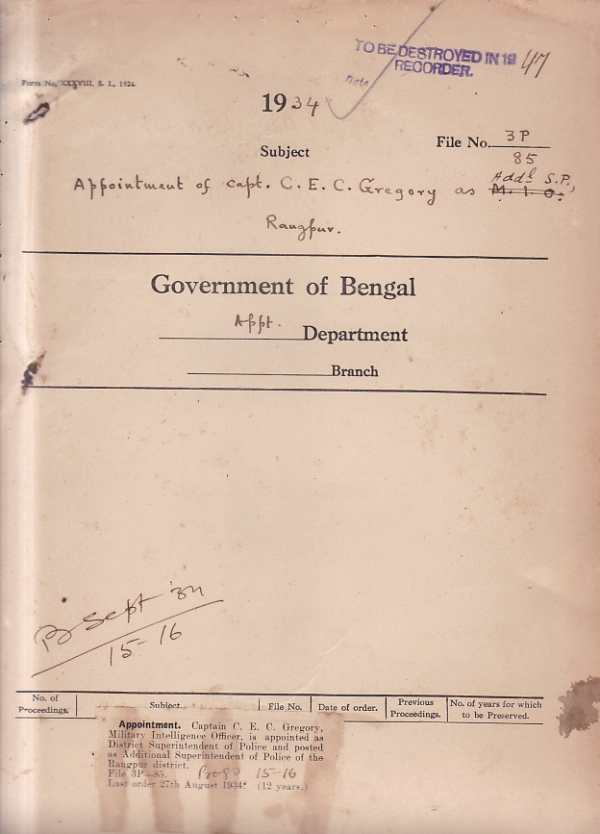 TO BE DESTROYED IN 1947
RECORDER.
Note
Form No. XXXVIII, S. I., 1924.
1934
File No. 3P
85
Subject
Appointment of Capt. C. E. C. Gregory as M. I. O. Addl S.P.,
Rangpur.
Government of Bengal
Appt. Department
Branch
B Sept '34
15-16
No. of Proceedings. Subject. File No. Date of order. Previous Proceedings. No. of years for which to be Preserved.
Appointment. Captain C. E. C. Gregory,
Military Intelligence Officer, is appointed as
District Superintendent of Police and posted
as Additional Superintendent of Police of the
Rangpur district.
File 3P—85. Progs 15-16
Last order 27th August 1934. (12 years.)